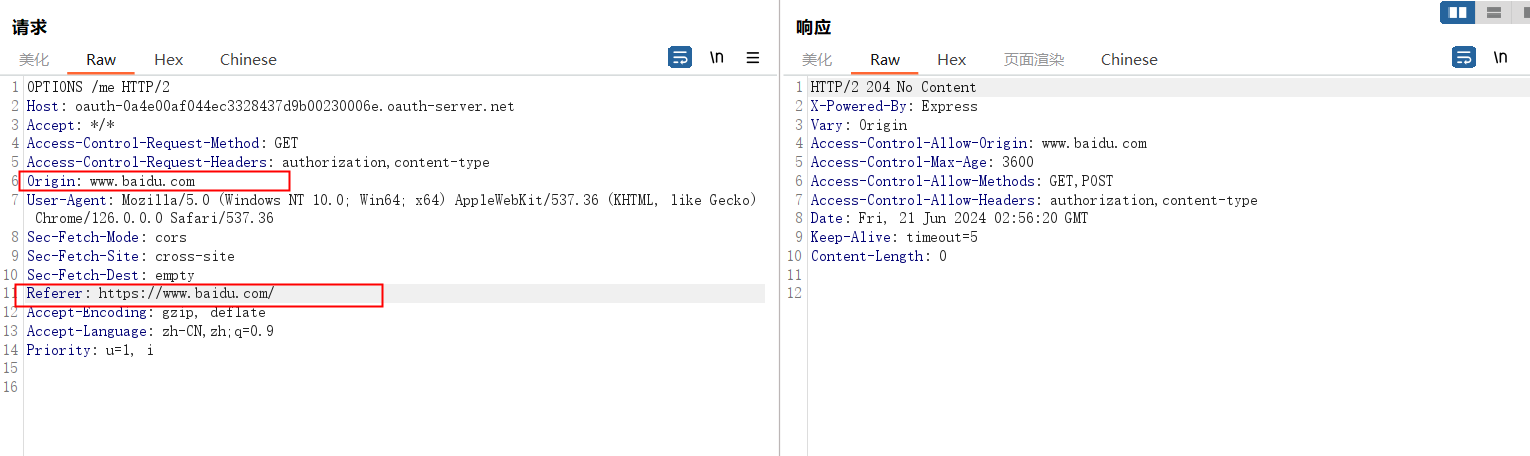 请求
美化 Raw Hex Chinese
\n
1 OPTIONS /me HTTP/2
2 Host: oauth-0a4e00af044ec3328437d9b00230006e.oauth-server.net
3 Accept: */*
4 Access-Control-Request-Method: GET
5 Access-Control-Request-Headers: authorization,content-type
6 Origin: www.baidu.com
7 User-Agent: Mozilla/5.0 (Windows NT 10.0; Win64; x64) AppleWebKit/537.36 (KHTML, like Gecko)
Chrome/126.0.0.0 Safari/537.36
8 Sec-Fetch-Mode: cors
9 Sec-Fetch-Site: cross-site
10 Sec-Fetch-Dest: empty
11 Referer: https://www.baidu.com/
12 Accept-Encoding: gzip, deflate
13 Accept-Language: zh-CN,zh;q=0.9
14 Priority: u=1, i
15
16
响应
美化 Raw Hex 页面渲染 Chinese
\n
1 HTTP/2 204 No Content
2 X-Powered-By: Express
3 Vary: Origin
4 Access-Control-Allow-Origin: www.baidu.com
5 Access-Control-Max-Age: 3600
6 Access-Control-Allow-Methods: GET,POST
7 Access-Control-Allow-Headers: authorization,content-type
8 Date: Fri, 21 Jun 2024 02:56:20 GMT
9 Keep-Alive: timeout=5
10 Content-Length: 0
11
12